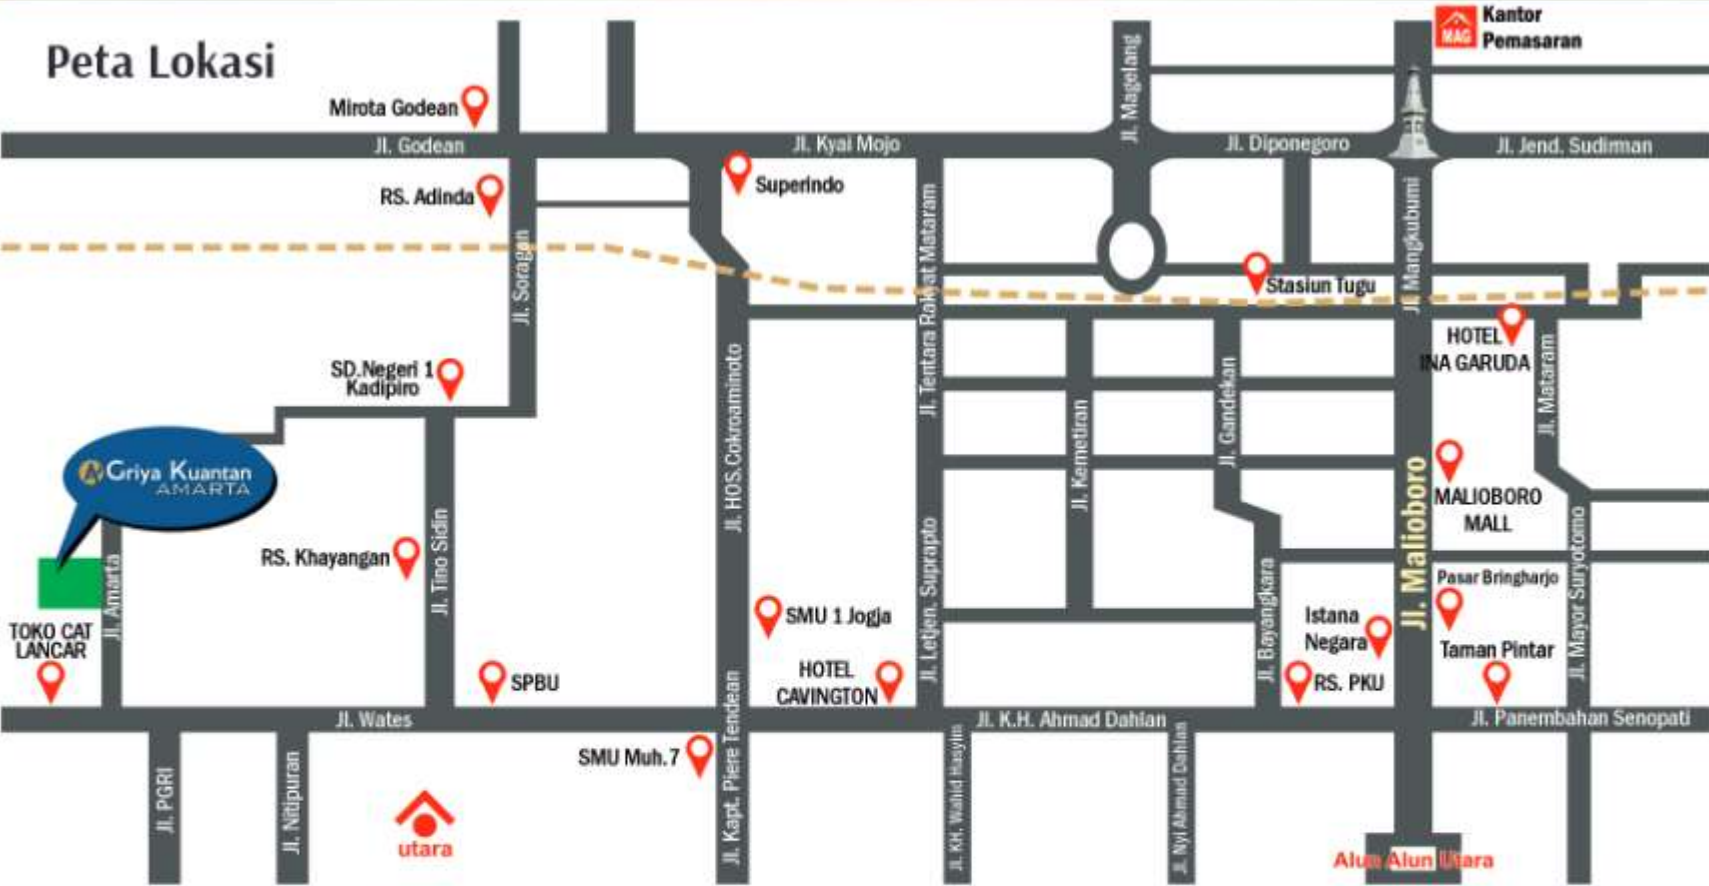 Peta Lokasi
Kantor
Pemasaran
MAG
Mirota Godean
Jl. Godean
Jl. Kyai Mojo
Jl. Magelang
Jl. Diponegoro
Jl. Jend. Sudirman
RS. Adinda
Superindo
Jl. Soragan
Jl. Tentara Rakyat Mataram
Jl. Mangkubumi
Stasiun Tugu
HOTEL
INA GARUDA
Jl. Mataram
SD.Negeri 1
Kadipiro
Jl. HOS.Cokroaminoto
Jl. Kemetiran
Jl. Gandekan
Griya Kuantan
AMARTA
MALIOBORO
MALL
Jl. Malioboro
RS. Khayangan
Jl. Tino Sidin
Jl. Amarta
TOKO CAT
LANCAR
SMU 1 Jogja
Jl. Letjen. Suprapto
Jl. Bayangkara
Istana
Negara
Pasar Bringharjo
Taman Pintar
Jl. Mayor Suryotomo
SPBU
HOTEL
CAVINGTON
RS. PKU
Jl. Wates
Jl. K.H. Ahmad Dahlan
Jl. Panembahan Senopati
SMU Muh.7
Jl. Kapt. Piere Tendean
Jl. PGRI
Jl. Nitipuran
utara
Jl. KH. Wahid Hasyim
Jl. Nyi Ahmad Dahlan
Alun Alun Utara